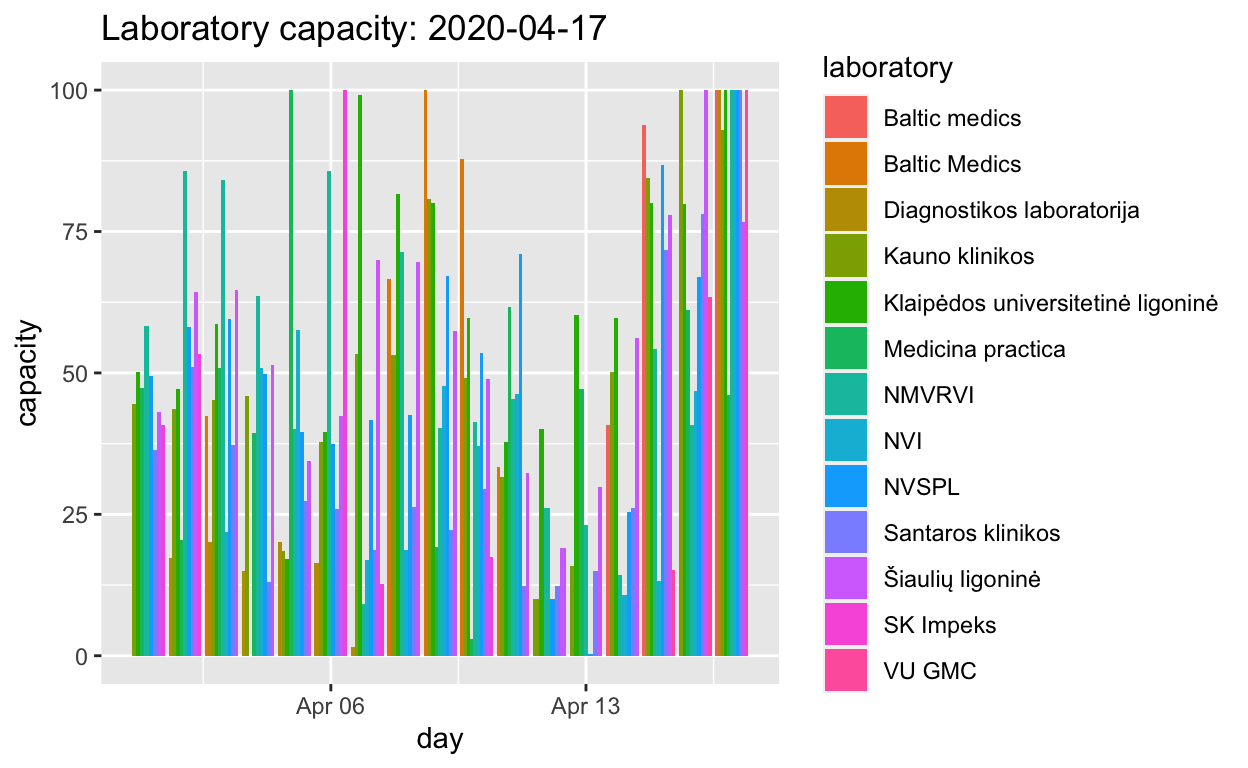 Laboratory capacity: 2020-04-17
100
75
50
25
0
capacity
Apr 06
Apr 13
day
laboratory
Baltic medics
Baltic Medics
Diagnostikos laboratorija
Kauno klinikos
Klaipėdos universitetinė ligoninė
Medicina practica
NMVRVI
NVI
NVSPL
Santaros klinikos
Šiaulių ligoninė
SK Impeks
VU GMC